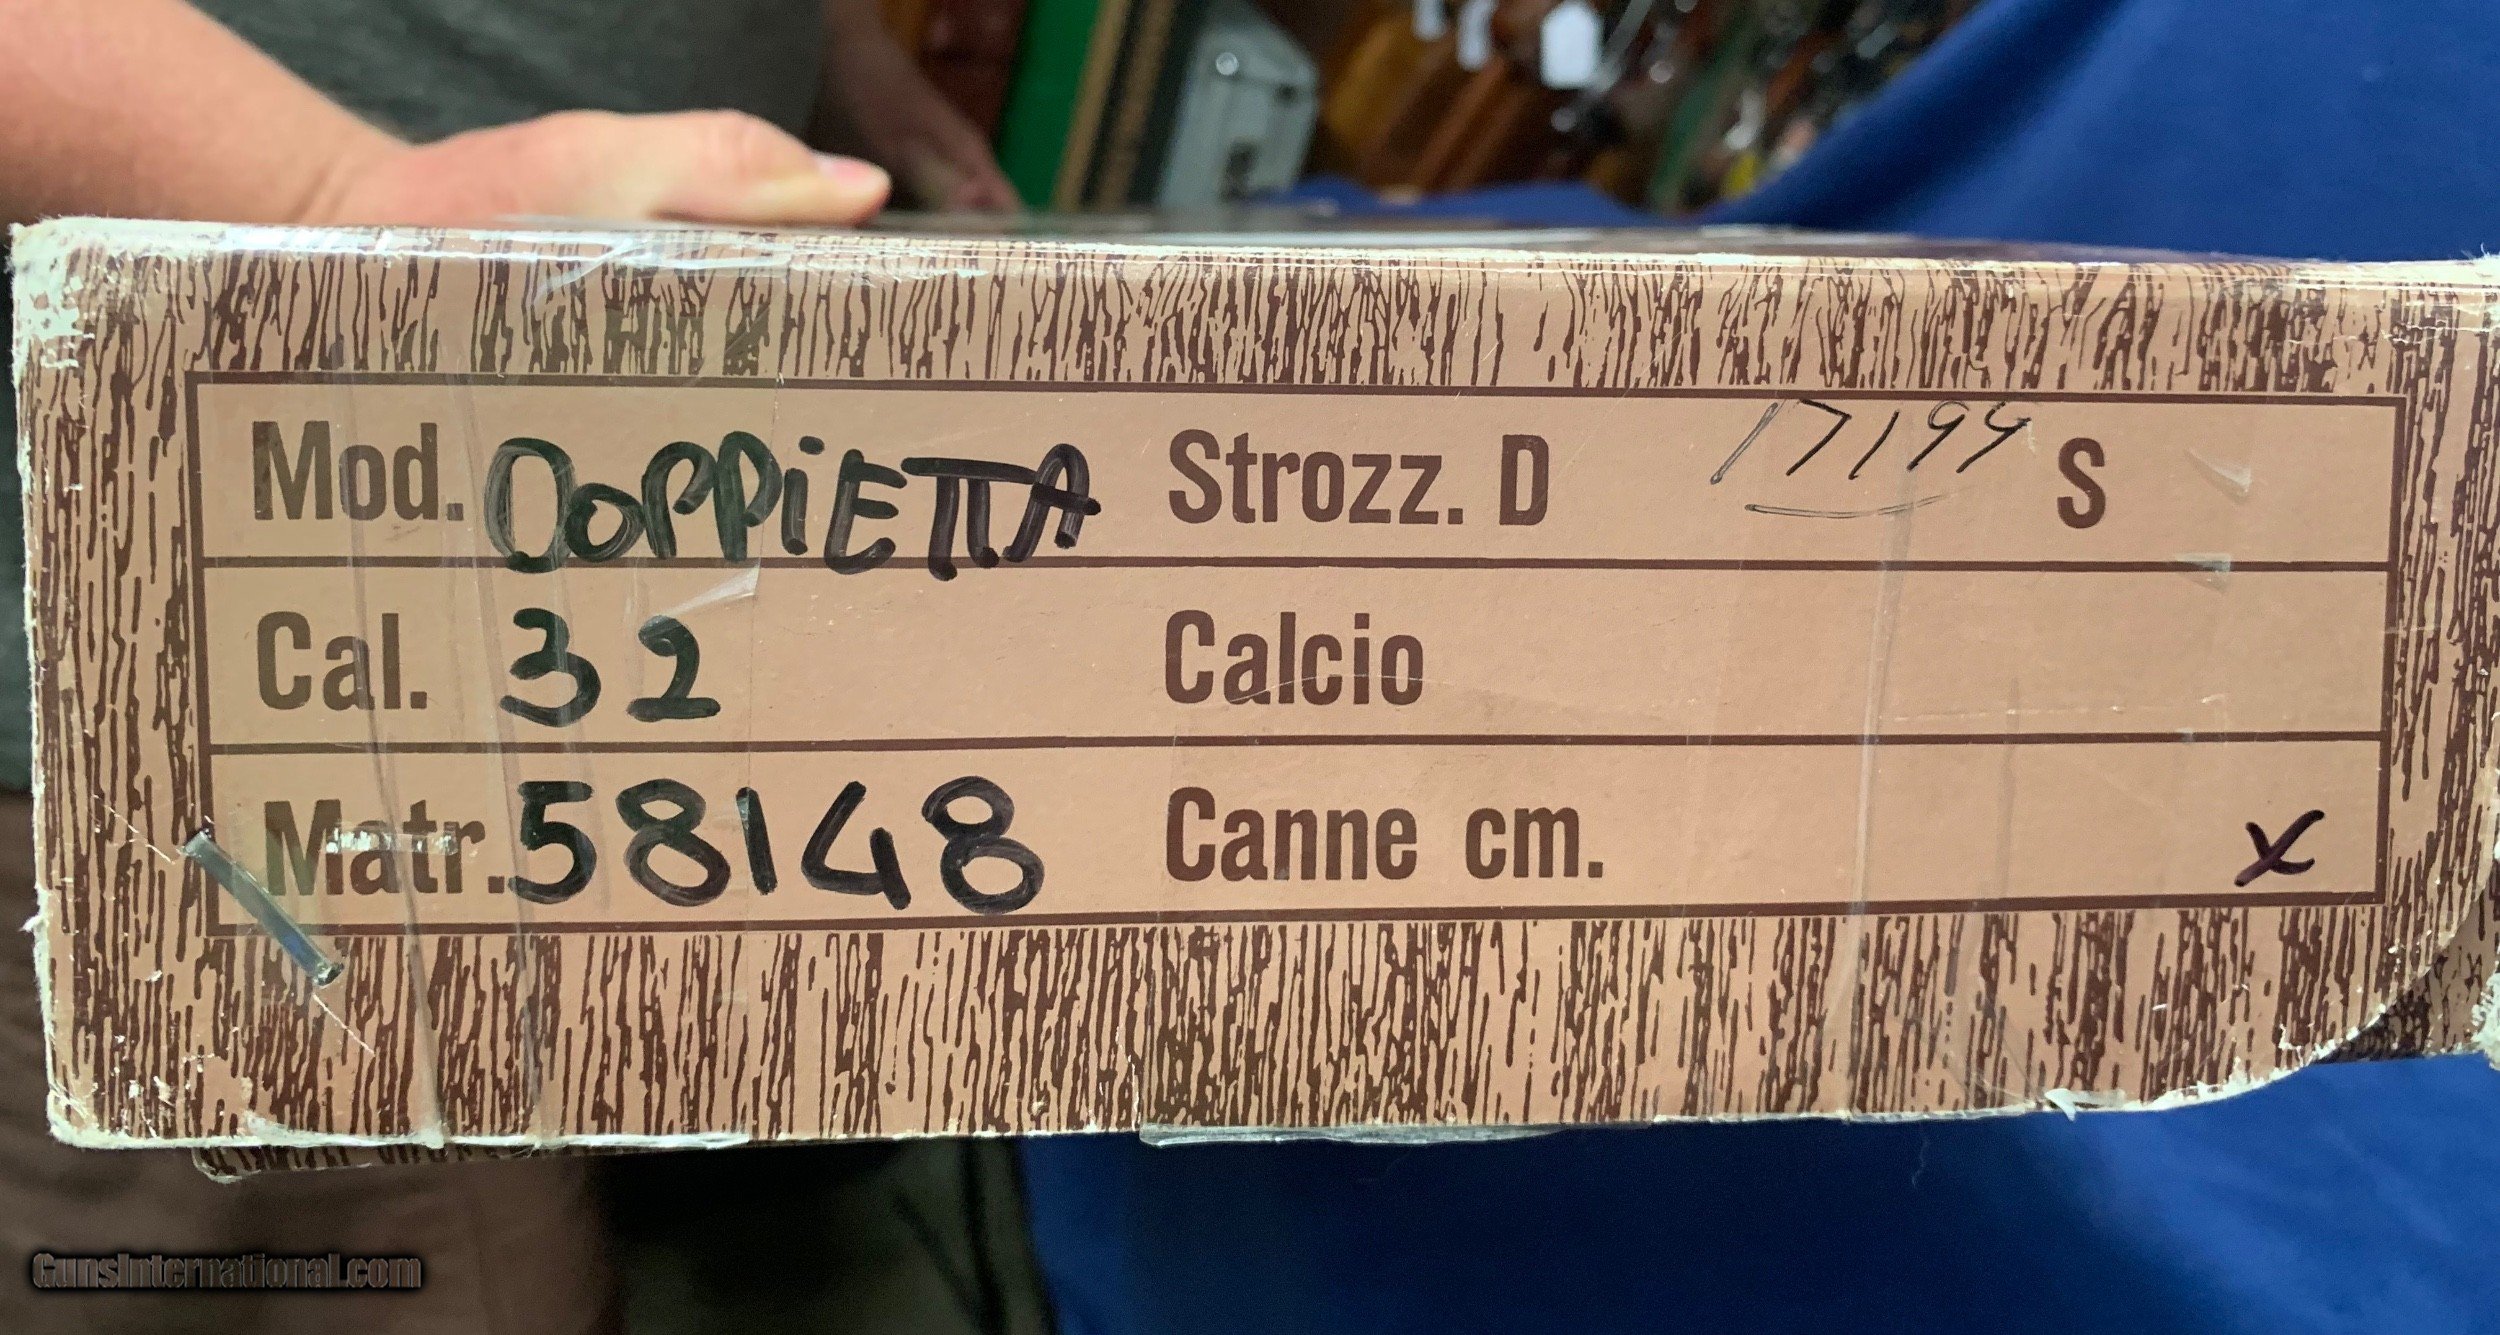 Mod. DOPPiETTA Strozz. D 17199 S
Cal. 32 Calcio
Matr. 58148 Canne cm. x
GunsInternational.com